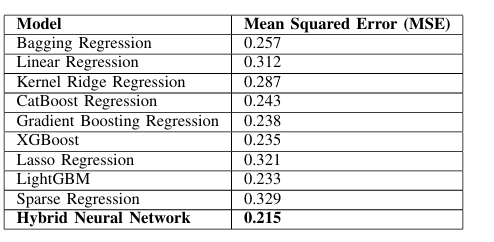 Model Mean Squared Error (MSE)
Bagging Regression 0.257
Linear Regression 0.312
Kernel Ridge Regression 0.287
CatBoost Regression 0.243
Gradient Boosting Regression 0.238
XGBoost 0.235
Lasso Regression 0.321
LightGBM 0.233
Sparse Regression 0.329
Hybrid Neural Network 0.215